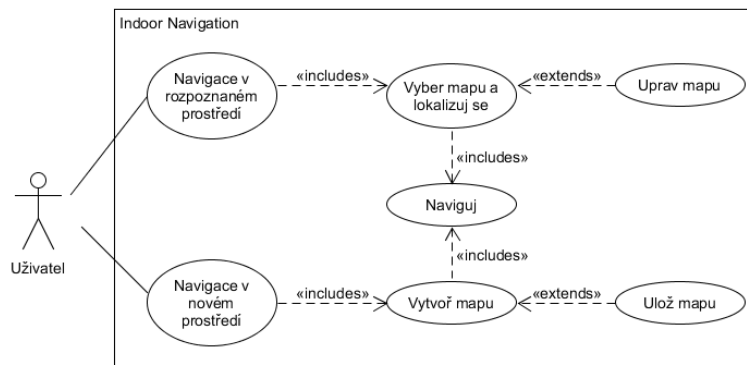 Indoor Navigation
Navigace v
rozpoznaném
prostředí
«includes»
Vyber mapu a
lokalizuj se
«extends»
Uprav mapu
«includes»
Naviguj
Uživatel
«includes»
Navigace v
novém
prostředí
«includes»
Vytvoř mapu
«extends»
Ulož mapu